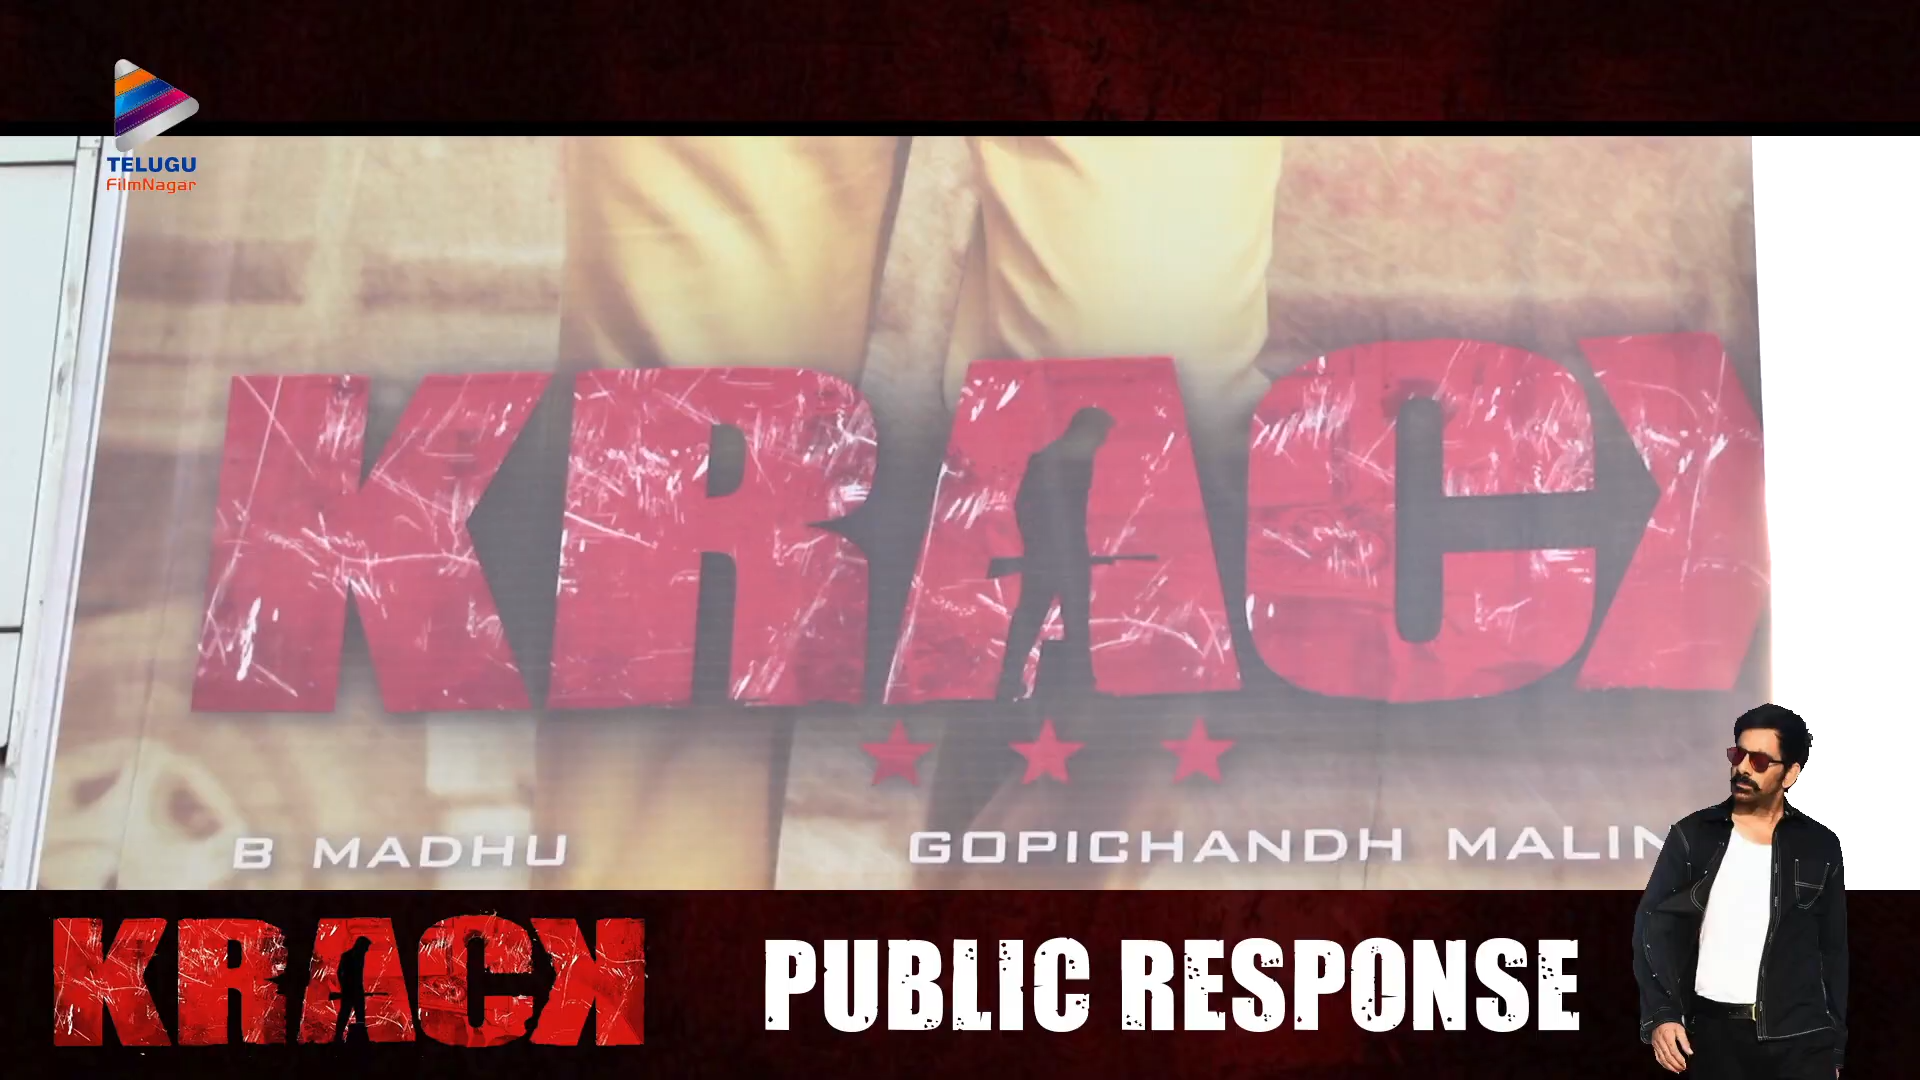 TELUGU
FilmNagar
KRACK
B MADHU
GOPICHANDH MALIN
KRACK
PUBLIC RESPONSE